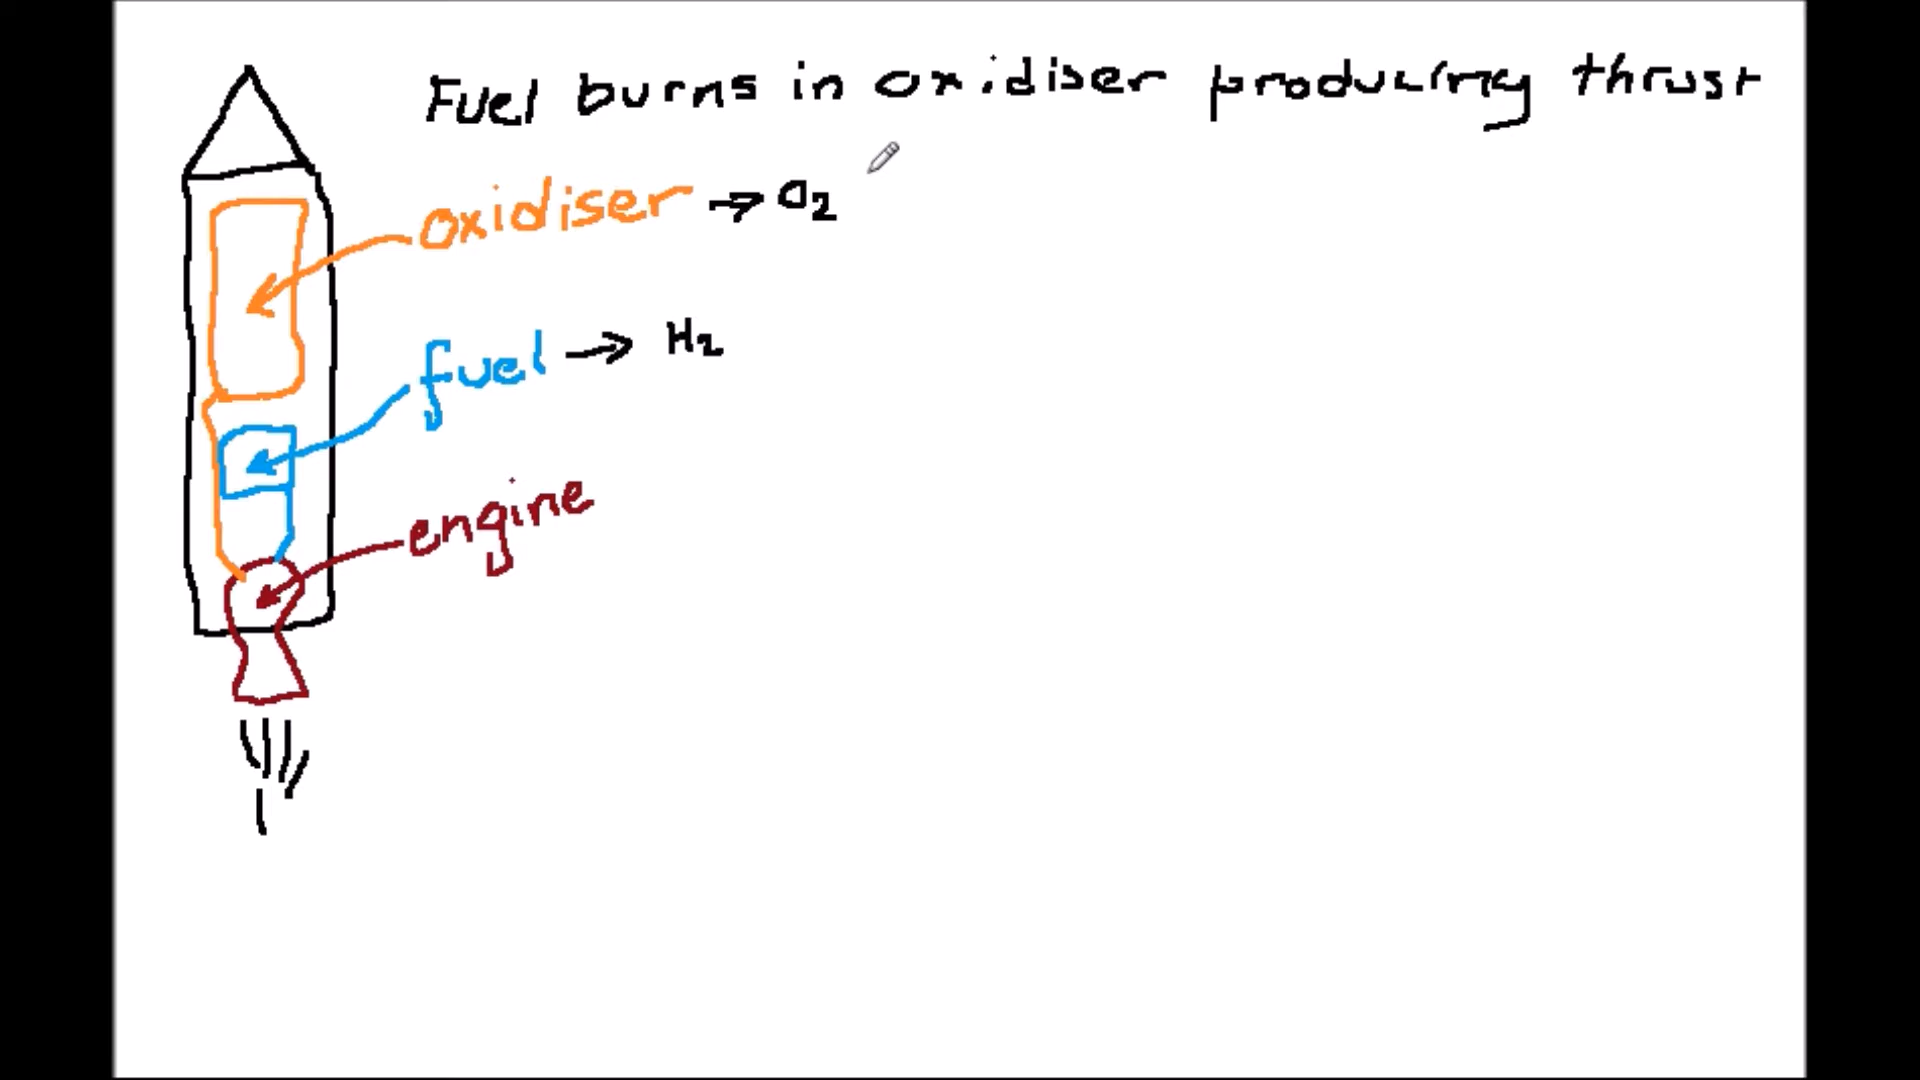 Fuel burns in oxidiser producing thrust
oxidiser → O₂
fuel → H₂
engine